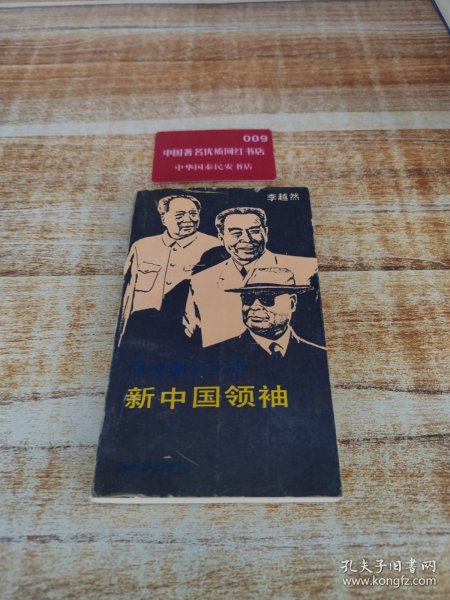 009
中国著名优质网红书店
中华国泰民安书店
李越然
新中国领袖
孔夫子旧书网
www.kongfz.com